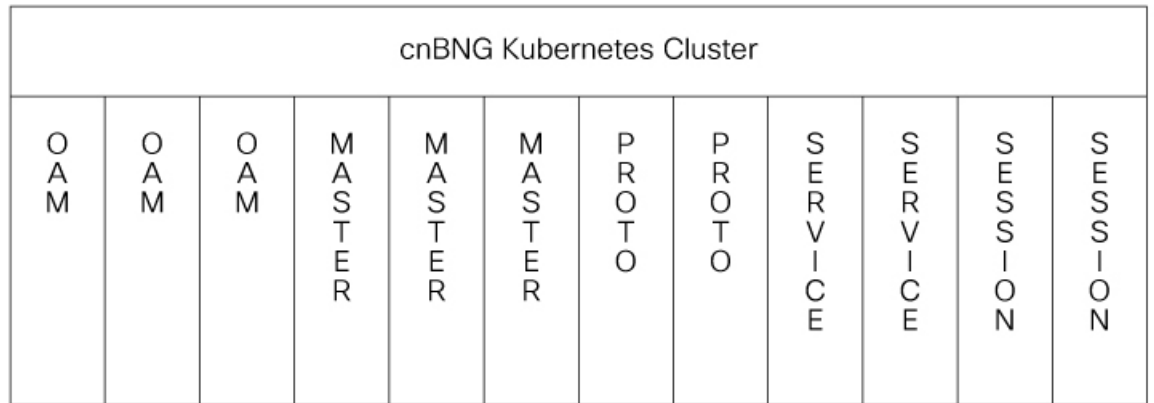 cnBNG Kubernetes Cluster
OAM
OAM
OAM
MASTER
MASTER
MASTER
PROTO
PROTO
SERVICE
SERVICE
SESSION
SESSION